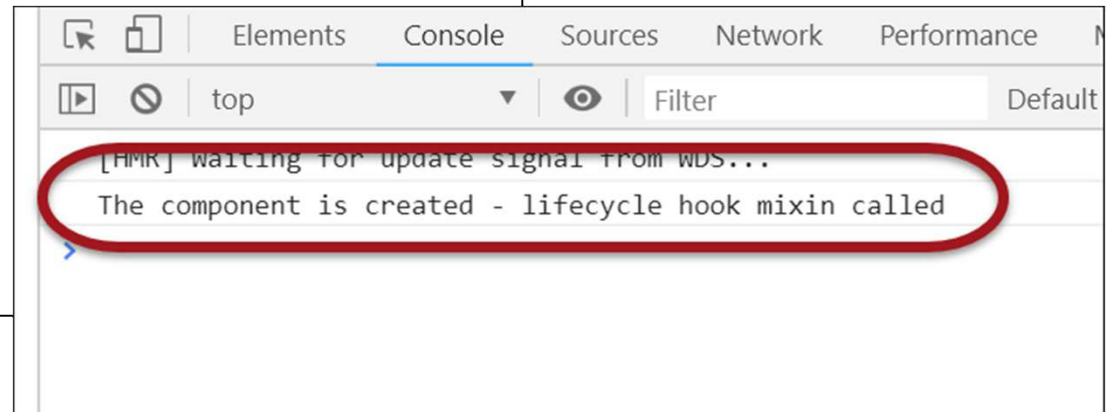 Elements Console Sources Network Performance
top Filter Default
[HMR] Waiting for update signal from WDS...
The component is created - lifecycle hook mixin called
>